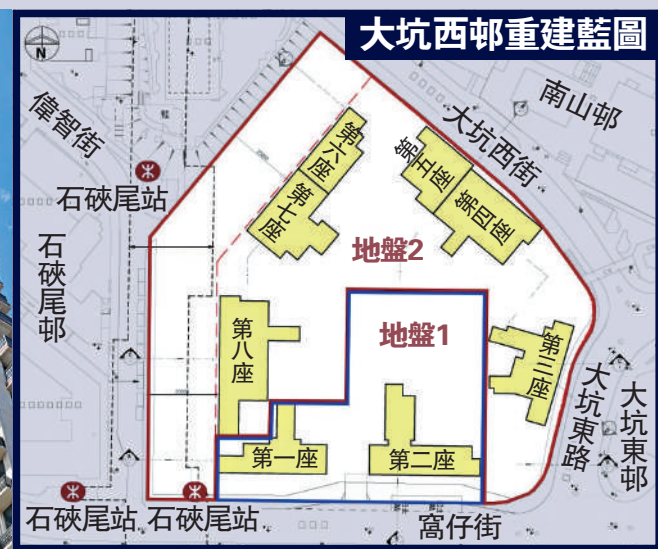 大坑西邨重建藍圖
N
南山邨
偉智街
大坑西街
第六座
第五座
第七座
第四座
石硤尾站
石硤尾邨
地盤2
地盤1
第八座
第三座
大坑東路
大坑東邨
第一座
第二座
石硤尾站
石硤尾站
窩仔街